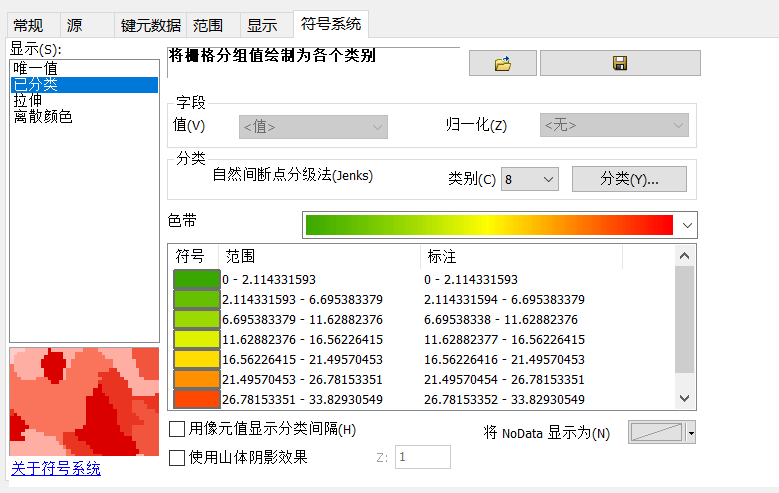 常规 源 键元数据 范围 显示 符号系统
显示(S):
唯一值
已分类
拉伸
离散颜色
将栅格分组值绘制为各个类别
字段
值(V) <值> 归一化(Z) <无>
分类
自然间断点分级法(Jenks) 类别(C) 8 分类(Y)...
色带
符号 范围 标注
0 - 2.114331593 0 - 2.114331593
2.114331593 - 6.695383379 2.114331594 - 6.695383379
6.695383379 - 11.62882376 6.69538338 - 11.62882376
11.62882376 - 16.56226415 11.62882377 - 16.56226415
16.56226415 - 21.49570453 16.56226416 - 21.49570453
21.49570453 - 26.78153351 21.49570454 - 26.78153351
26.78153351 - 33.82930549 26.78153352 - 33.82930549
用像元值显示分类间隔(H) 将 NoData 显示为(N)
使用山体阴影效果 Z: 1
关于符号系统